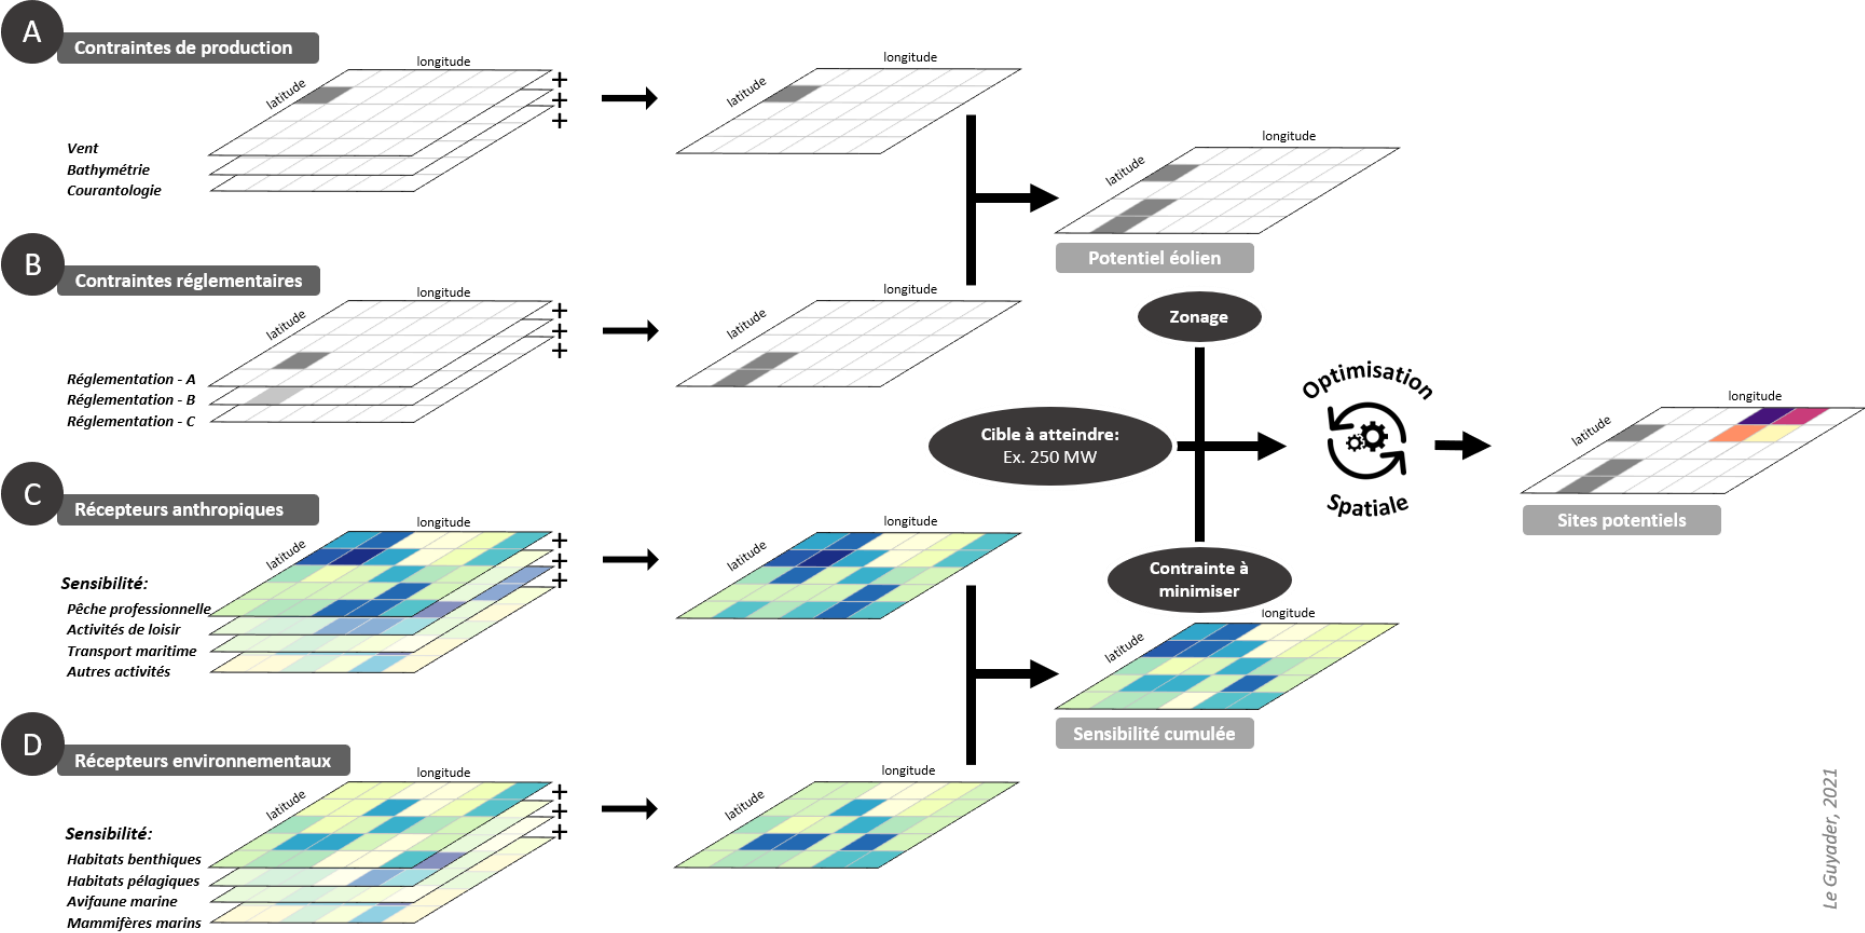 A
Contraintes de production
longitude
latitude
+
+
+
Vent
Bathymétrie
Courantologie
longitude
latitude
longitude
latitude
Potentiel éolien
B
Contraintes réglementaires
longitude
latitude
+
+
+
Réglementation - A
Réglementation - B
Réglementation - C
longitude
latitude
Zonage
Cible à atteindre:
Ex. 250 MW
Optimisation
Spatiale
longitude
latitude
Sites potentiels
C
Récepteurs anthropiques
longitude
latitude
+
+
+
Sensibilité:
Pêche professionnelle
Activités de loisir
Transport maritime
Autres activités
longitude
latitude
Contrainte à
minimiser
longitude
latitude
Sensibilité cumulée
D
Récepteurs environnementaux
longitude
latitude
+
+
+
Sensibilité:
Habitats benthiques
Habitats pélagiques
Avifaune marine
Mammifères marins
longitude
latitude
Le Guyader, 2021